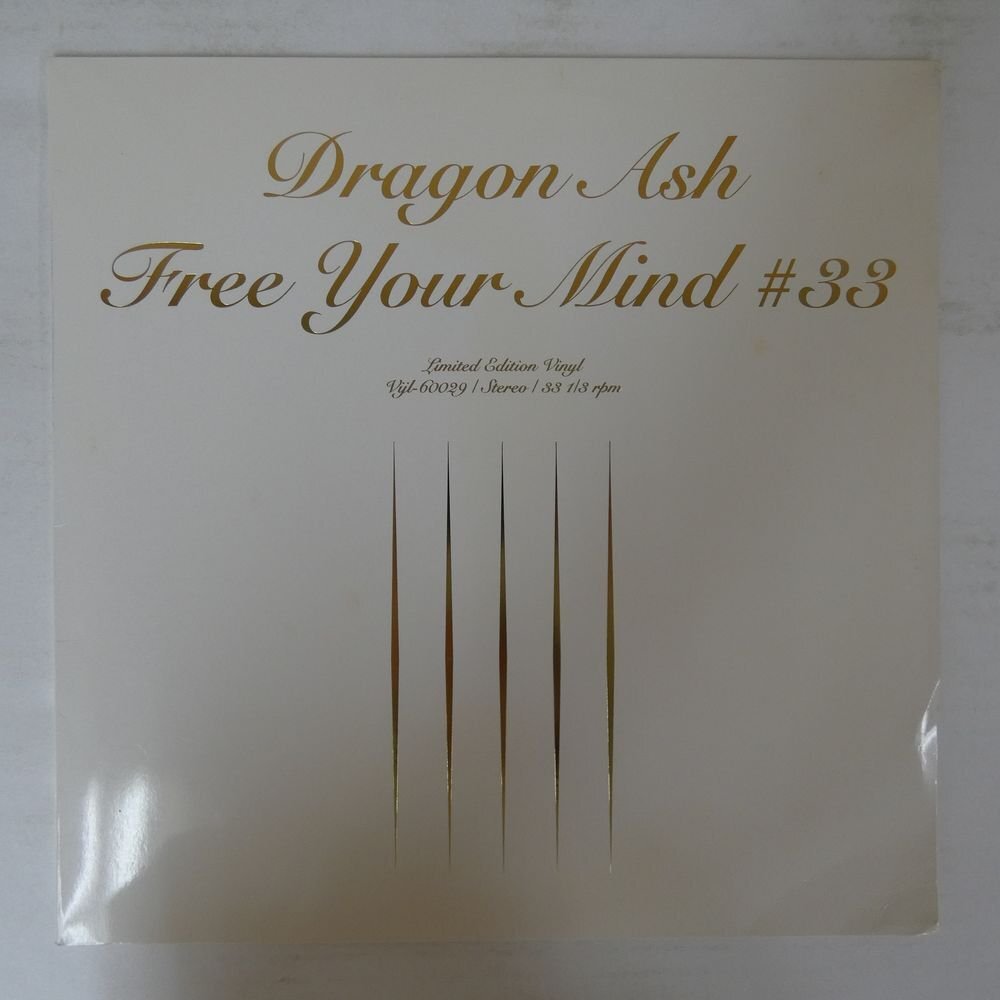 Dragon Ash
Free Your Mind #33
Limited Edition Vinyl
Vijl-60029 / Stereo / 33 1/3 rpm